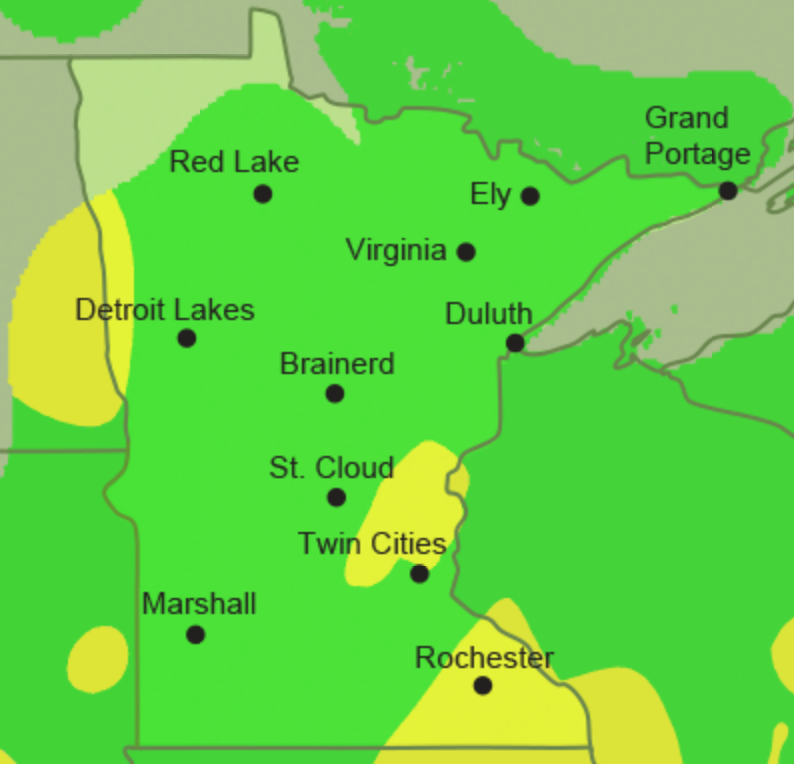 Grand
Portage
Red Lake
Ely
Virginia
Detroit Lakes
Duluth
Brainerd
St. Cloud
Twin Cities
Marshall
Rochester